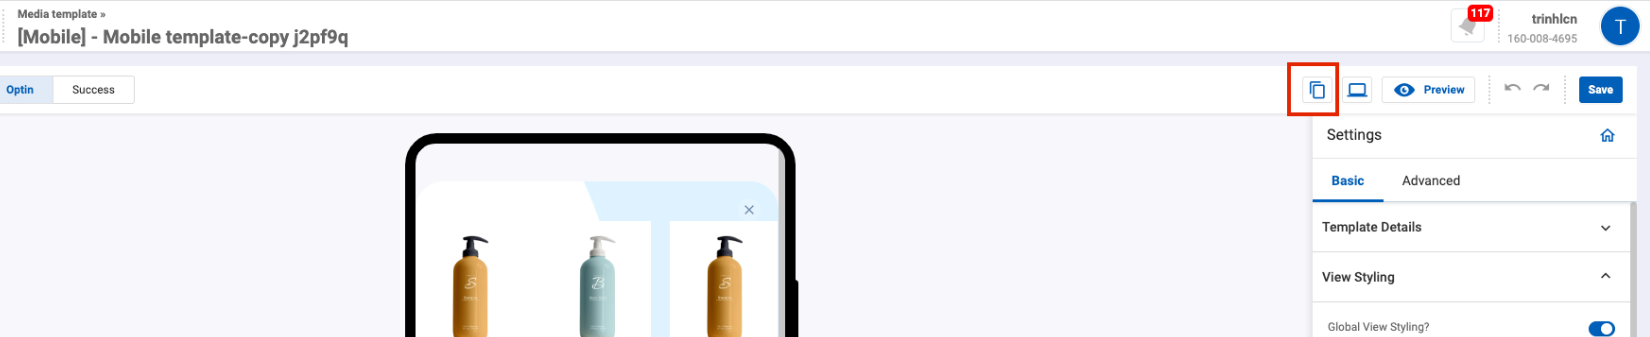 Media template »
[Mobile] - Mobile template-copy j2pf9q
117
trinhlcn
160-008-4695
T
Optin
Success
Preview
Save
Settings
Basic
Advanced
Template Details
View Styling
Global View Styling?